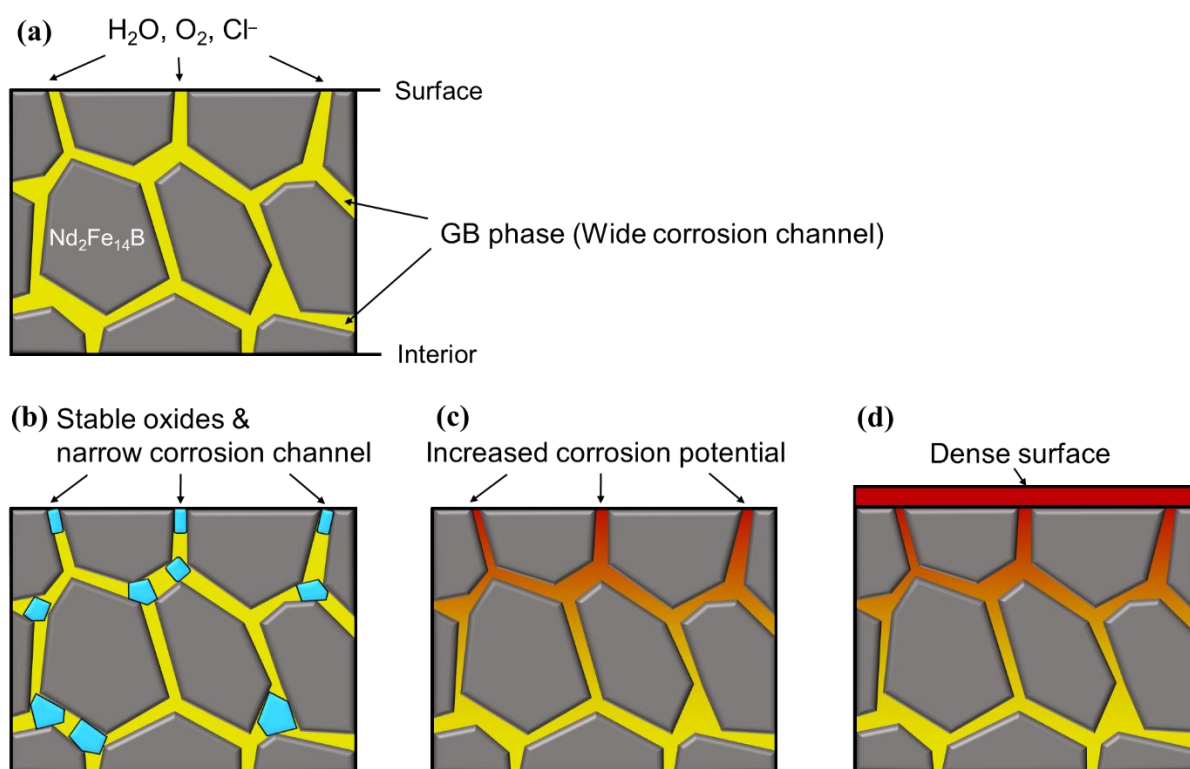 (a)
H₂O, O₂, Cl⁻
Surface
Nd₂Fe₁₄B
GB phase (Wide corrosion channel)
Interior
(b) Stable oxides &
narrow corrosion channel
(c)
Increased corrosion potential
(d)
Dense surface